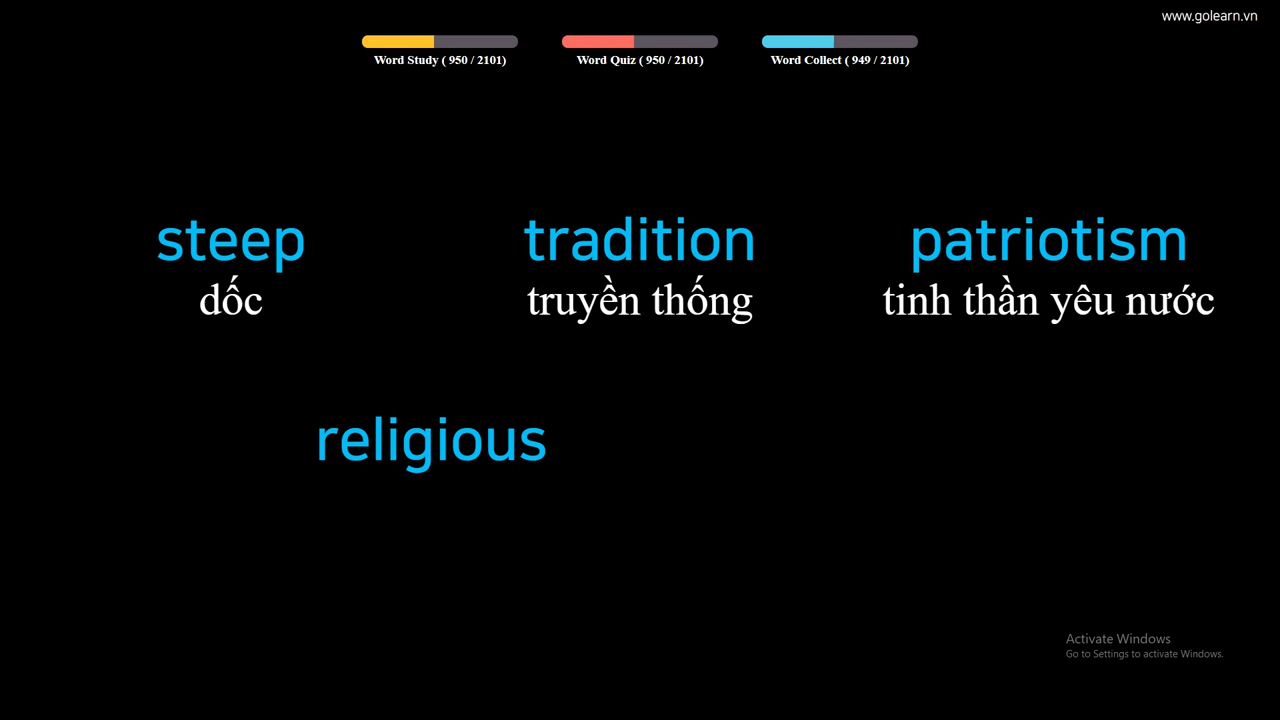 www.golearn.vn
Word Study ( 950 / 2101) Word Quiz ( 950 / 2101) Word Collect ( 949 / 2101)
steep tradition patriotism
dốc truyền thống tinh thần yêu nước
religious
Activate Windows
Go to Settings to activate Windows.